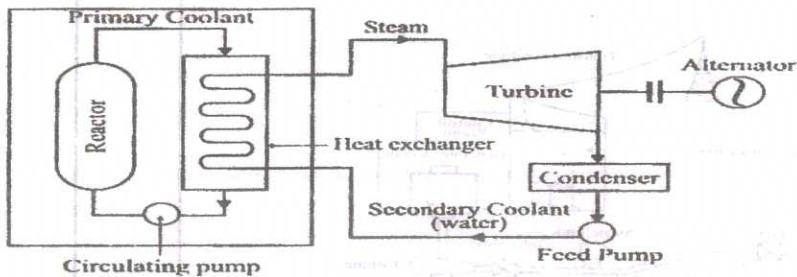 Primary Coolant
Steam
Alternator
Turbine
Reactor
Heat exchanger
Condenser
Secondary Coolant
(water)
Feed Pump
Circulating pump